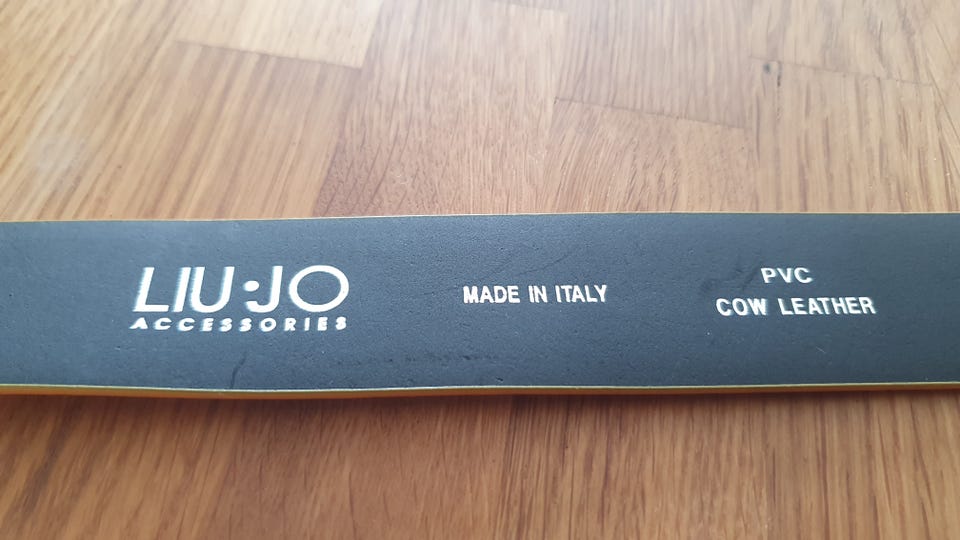 LIU·JO
ACCESSORIES
MADE IN ITALY
PVC
COW LEATHER